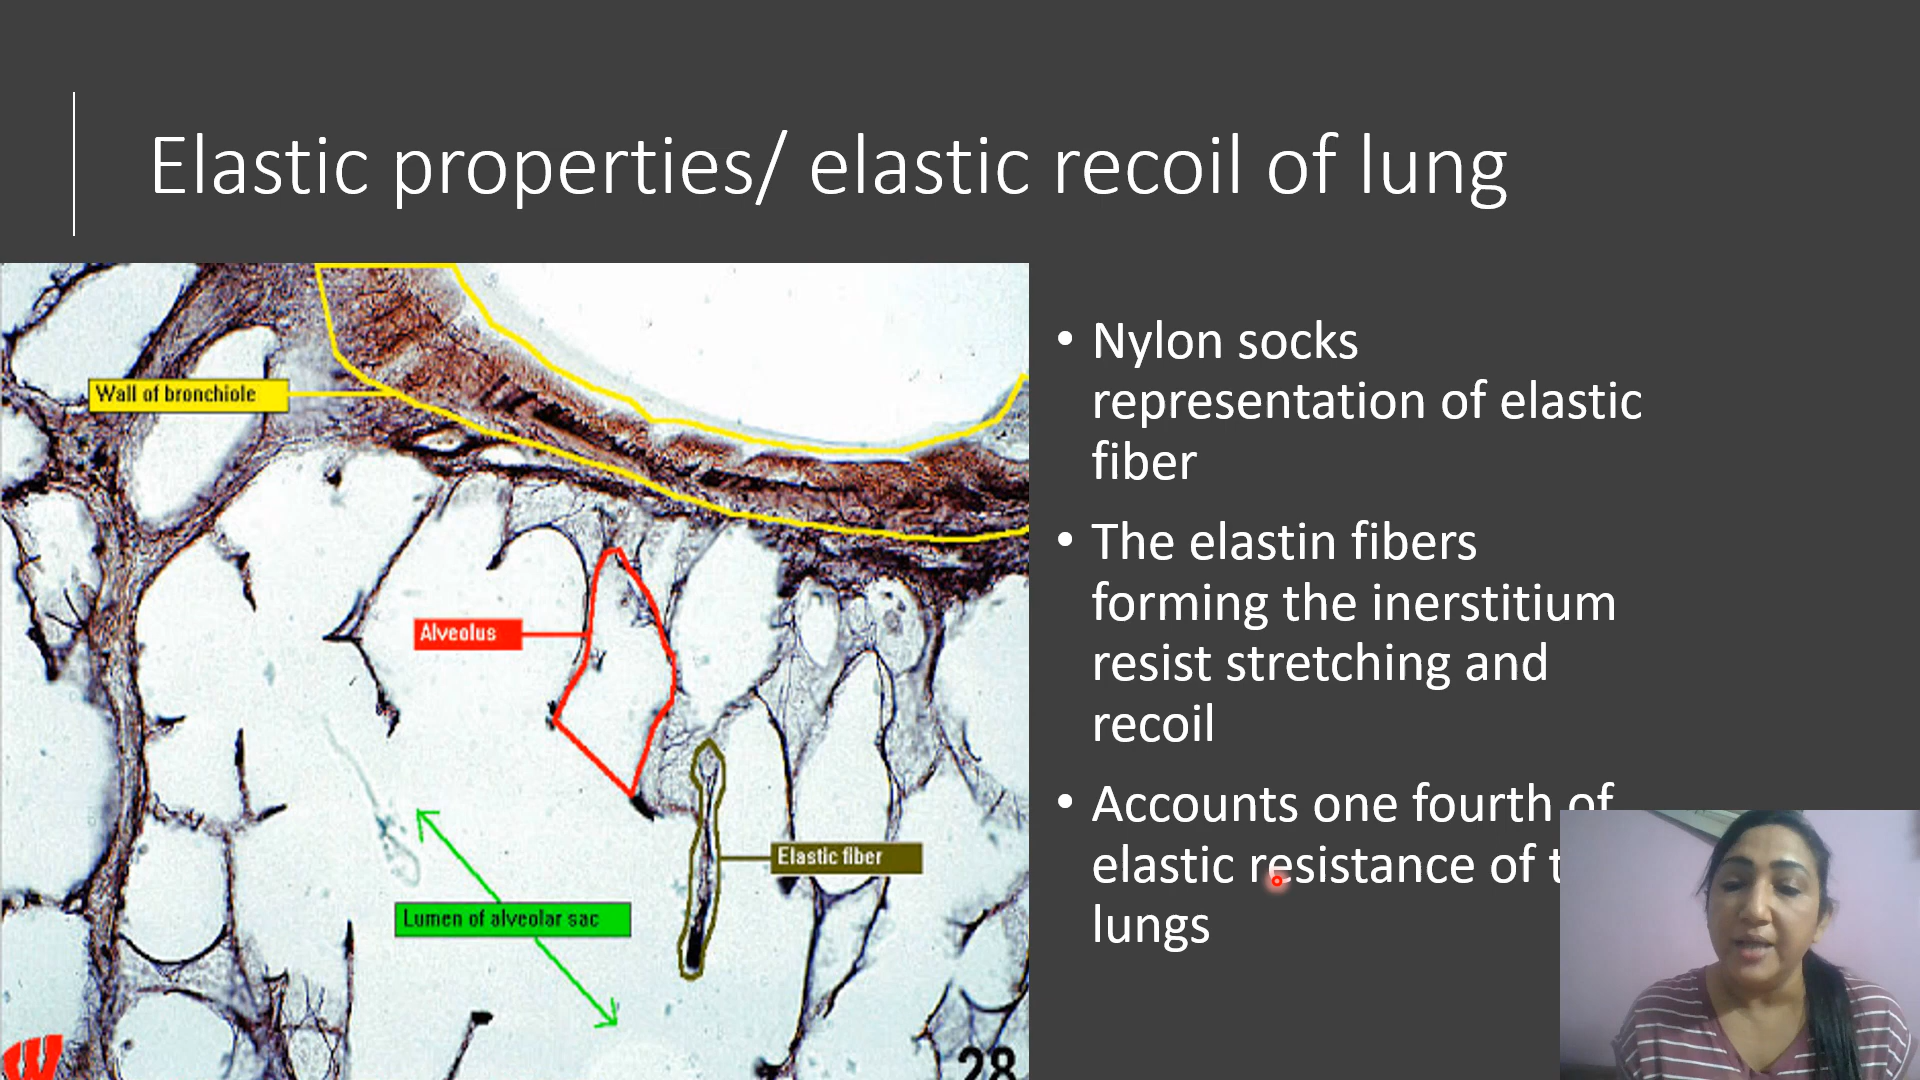 Elastic properties/ elastic recoil of lung
Wall of bronchiole
Alveolus
Elastic fiber
Lumen of alveolar sac
W
28
• Nylon socks
representation of elastic
fiber
• The elastin fibers
forming the inerstitium
resist stretching and
recoil
• Accounts one fourth of
elastic resistance of
lungs